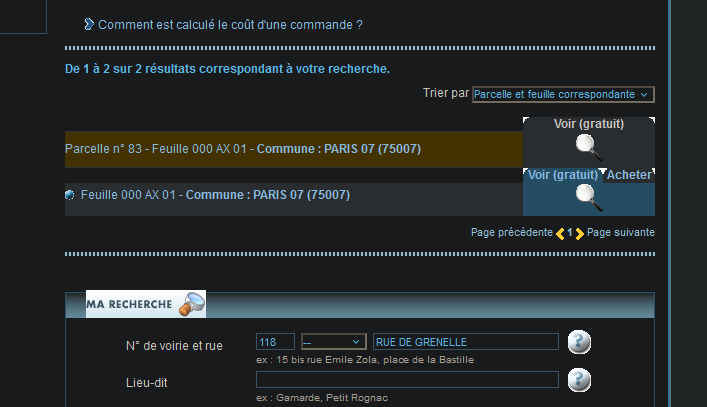 Comment est calculé le coût d'une commande ?
De 1 à 2 sur 2 résultats correspondant à votre recherche.
Trier par Parcelle et feuille correspondante
Voir (gratuit)
Parcelle n° 83 - Feuille 000 AX 01 - Commune : PARIS 07 (75007)
Voir (gratuit) Acheter
Feuille 000 AX 01 - Commune : PARIS 07 (75007)
Page précédente 1 Page suivante
MA RECHERCHE
N° de voirie et rue 118 -- RUE DE GRENELLE
ex : 15 bis rue Emile Zola, place de la Bastille
Lieu-dit
ex : Gamarde, Petit Rognac